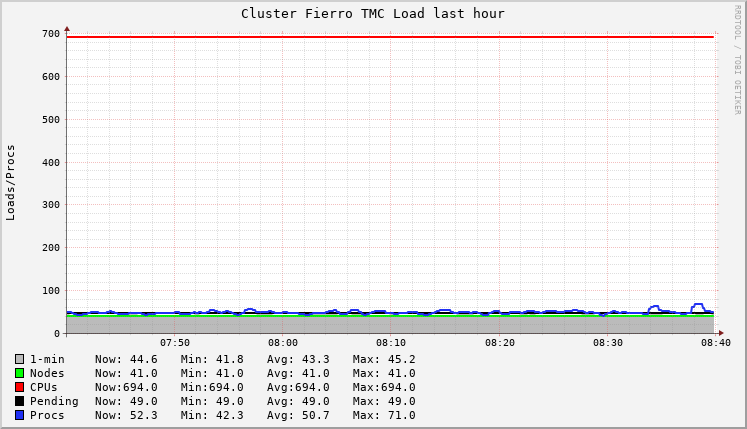 Cluster Fierro TMC Load last hour
RRDTOOL / TOBI OETIKER
Loads/Procs
700
600
500
400
300
200
100
0
07:50 08:00 08:10 08:20 08:30 08:40
1-min Now: 44.6 Min: 41.8 Avg: 43.3 Max: 45.2
Nodes Now: 41.0 Min: 41.0 Avg: 41.0 Max: 41.0
CPUs Now:694.0 Min:694.0 Avg:694.0 Max:694.0
Pending Now: 49.0 Min: 49.0 Avg: 49.0 Max: 49.0
Procs Now: 52.3 Min: 42.3 Avg: 50.7 Max: 71.0